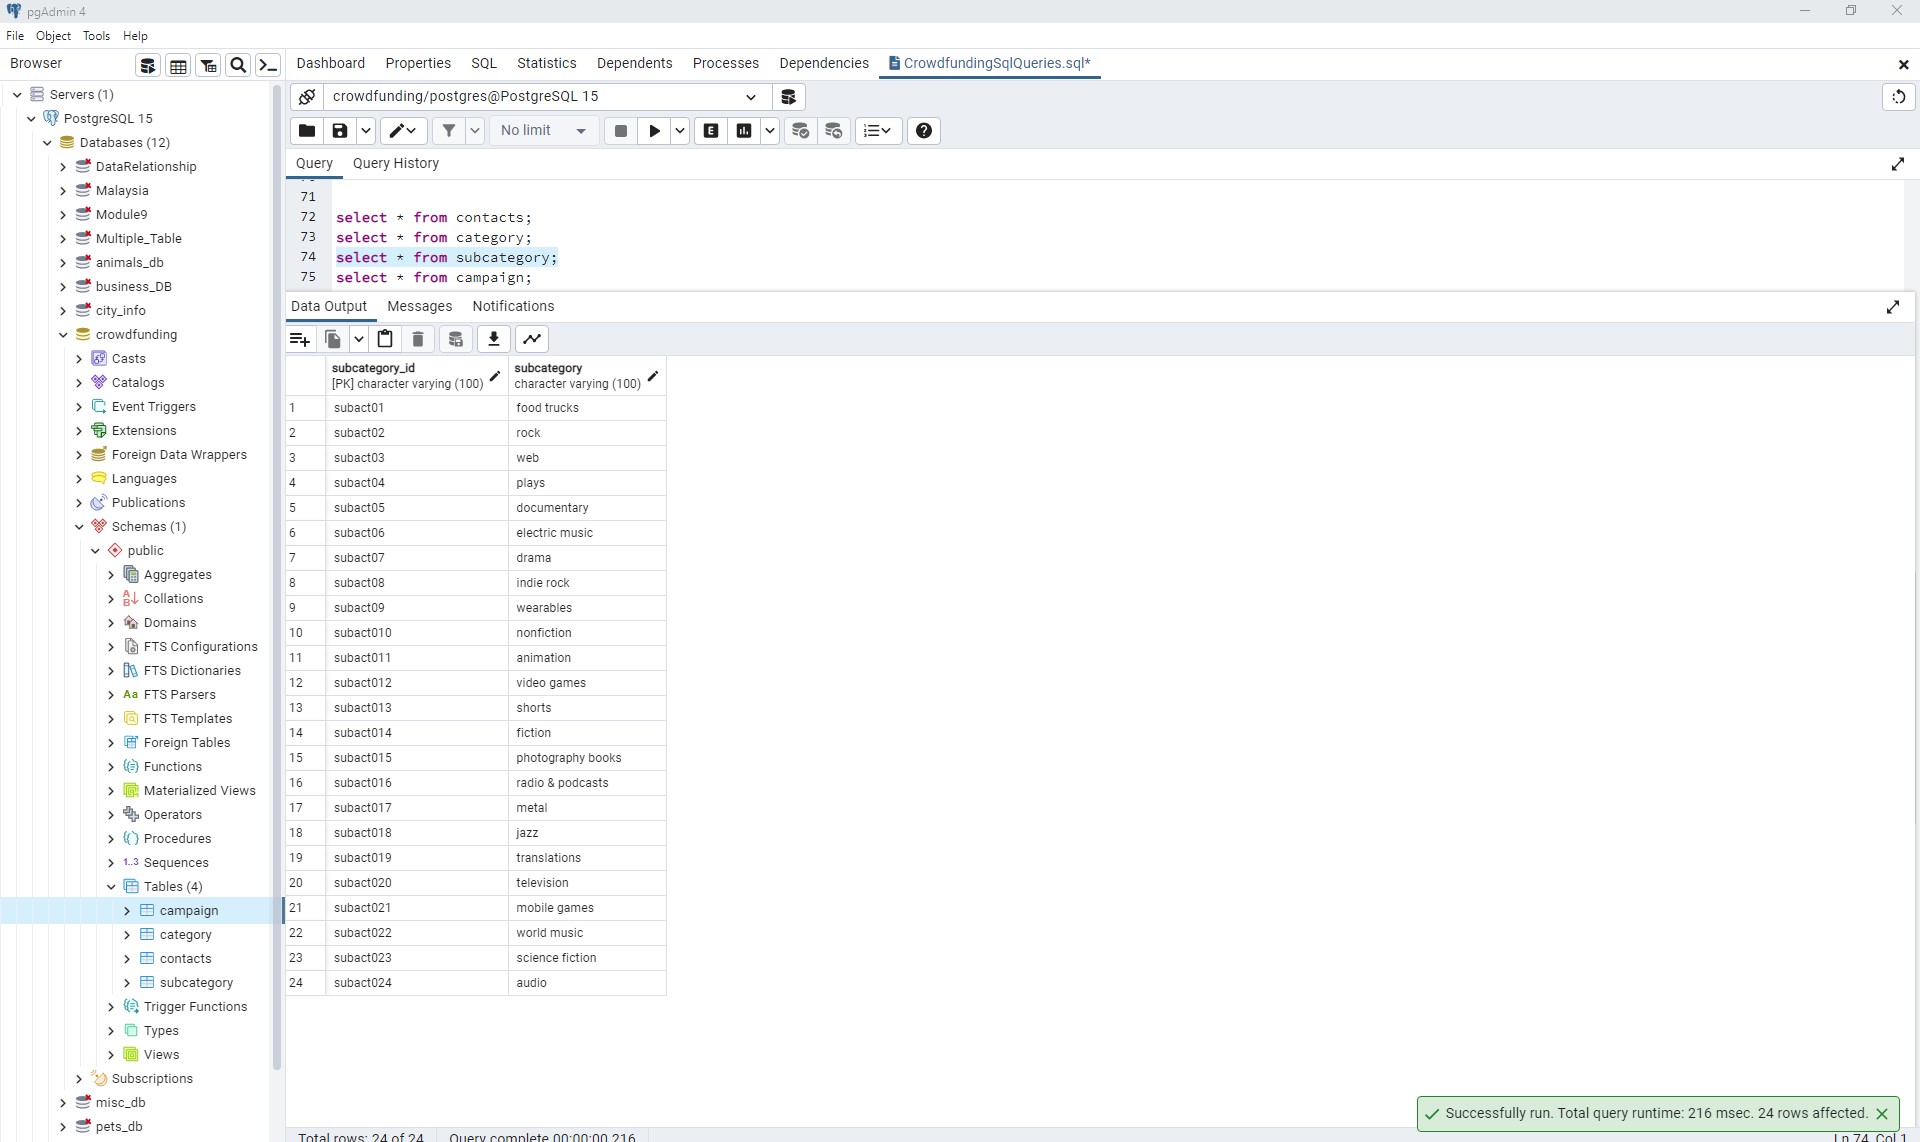 pgAdmin 4
File Object Tools Help
Browser
Dashboard Properties SQL Statistics Dependents Processes Dependencies CrowdfundingSqlQueries.sql*
Servers (1)
PostgreSQL 15
Databases (12)
DataRelationship
Malaysia
Module9
Multiple_Table
animals_db
business_DB
city_info
crowdfunding
Casts
Catalogs
Event Triggers
Extensions
Foreign Data Wrappers
Languages
Publications
Schemas (1)
public
Aggregates
Collations
Domains
FTS Configurations
FTS Dictionaries
Aa FTS Parsers
FTS Templates
Foreign Tables
Functions
Materialized Views
Operators
Procedures
1..3 Sequences
Tables (4)
campaign
category
contacts
subcategory
Trigger Functions
Types
Views
Subscriptions
misc_db
pets_db
crowdfunding/postgres@PostgreSQL 15
No limit
E
Query Query History
71
72 select * from contacts;
73 select * from category;
74 select * from subcategory;
75 select * from campaign;
Data Output Messages Notifications
subcategory_id subcategory
[PK] character varying (100) character varying (100)
1 subact01 food trucks
2 subact02 rock
3 subact03 web
4 subact04 plays
5 subact05 documentary
6 subact06 electric music
7 subact07 drama
8 subact08 indie rock
9 subact09 wearables
10 subact010 nonfiction
11 subact011 animation
12 subact012 video games
13 subact013 shorts
14 subact014 fiction
15 subact015 photography books
16 subact016 radio & podcasts
17 subact017 metal
18 subact018 jazz
19 subact019 translations
20 subact020 television
21 subact021 mobile games
22 subact022 world music
23 subact023 science fiction
24 subact024 audio
Successfully run. Total query runtime: 216 msec. 24 rows affected.
Total rows: 24 of 24 Query complete 00:00:00.216 Ln 74, Col 1